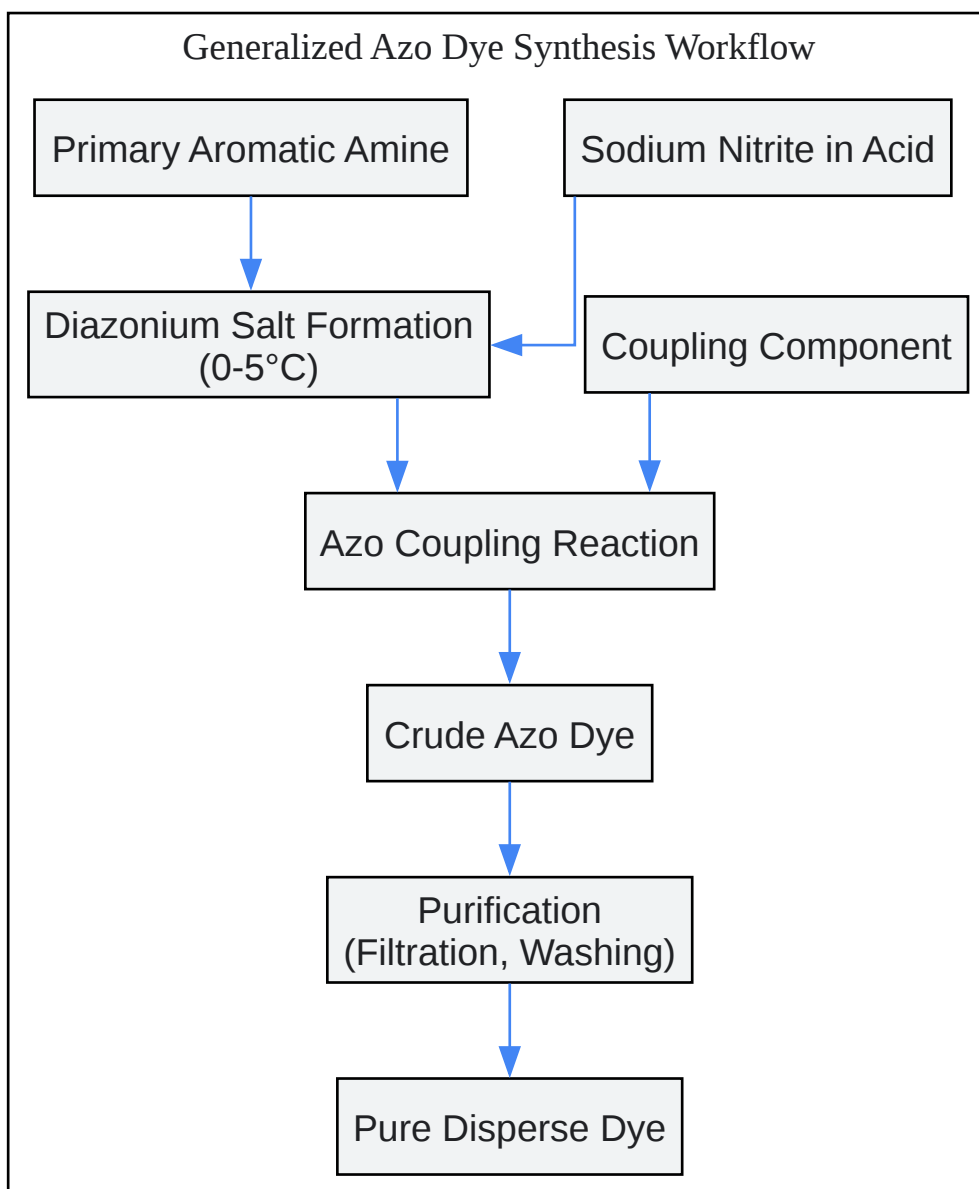 Generalized Azo Dye Synthesis Workflow
Primary Aromatic Amine
Sodium Nitrite in Acid
Diazonium Salt Formation
(0-5°C)
Coupling Component
Azo Coupling Reaction
Crude Azo Dye
Purification
(Filtration, Washing)
Pure Disperse Dye